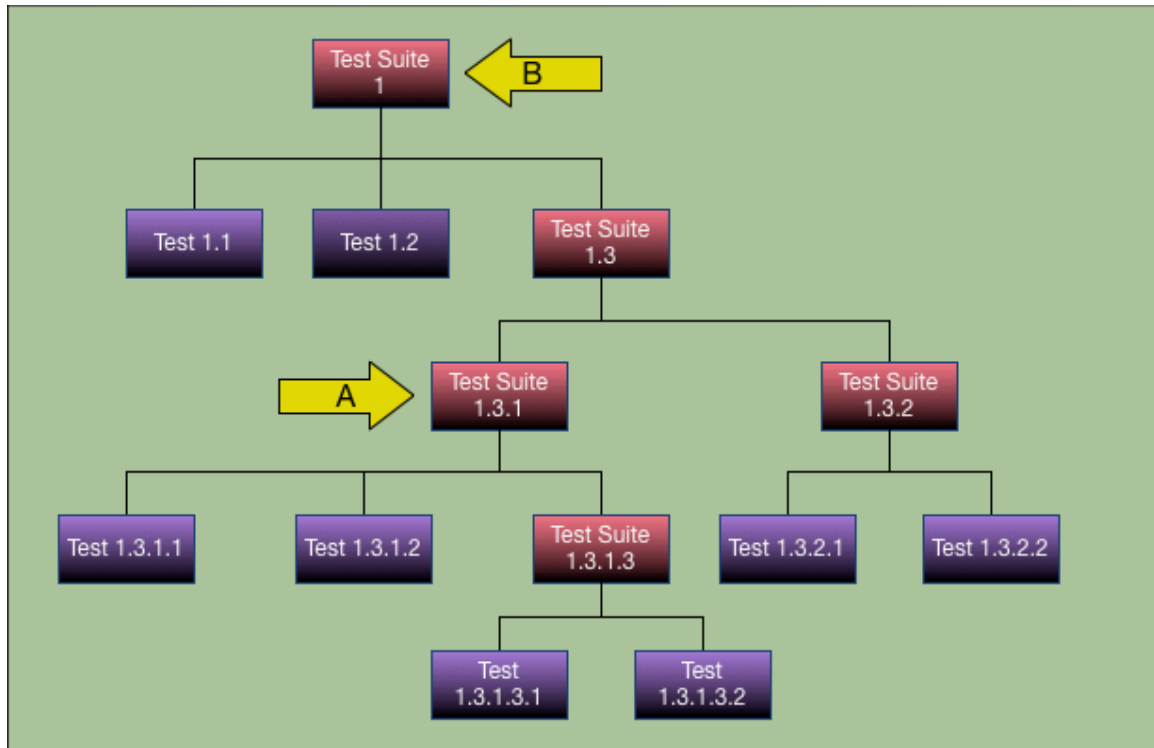 Test Suite
1
B
Test 1.1
Test 1.2
Test Suite
1.3
A
Test Suite
1.3.1
Test Suite
1.3.2
Test 1.3.1.1
Test 1.3.1.2
Test Suite
1.3.1.3
Test 1.3.2.1
Test 1.3.2.2
Test
1.3.1.3.1
Test
1.3.1.3.2